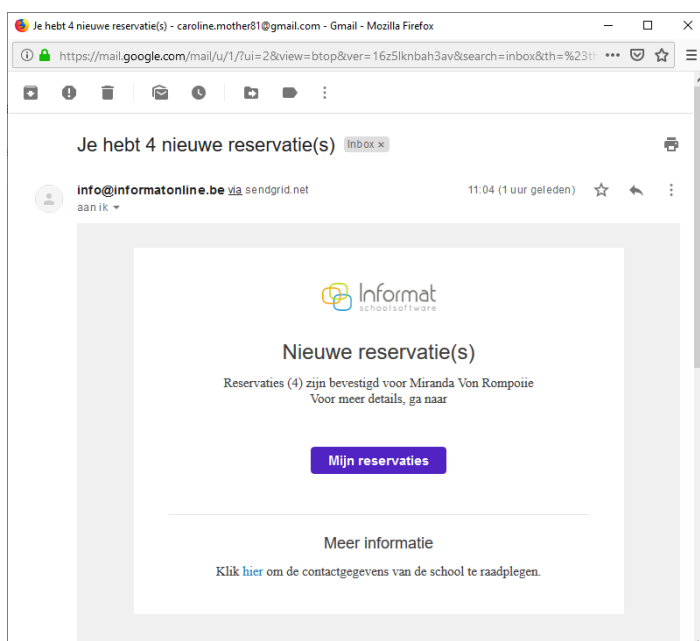 Je hebt 4 nieuwe reservatie(s) - caroline.mother81@gmail.com - Gmail - Mozilla Firefox
https://mail.google.com/mail/u/1/?ui=2&view=btop&ver=16z5lknbah3av&search=inbox&th=%23th
Je hebt 4 nieuwe reservatie(s) Inbox x
info@informatonline.be via sendgrid.net 11:04 (1 uur geleden)
aan ik
Informat
schoolsoftware
Nieuwe reservatie(s)
Reservaties (4) zijn bevestigd voor Miranda Von Rompoiie
Voor meer details, ga naar
Mijn reservaties
Meer informatie
Klik hier om de contactgegevens van de school te raadplegen.